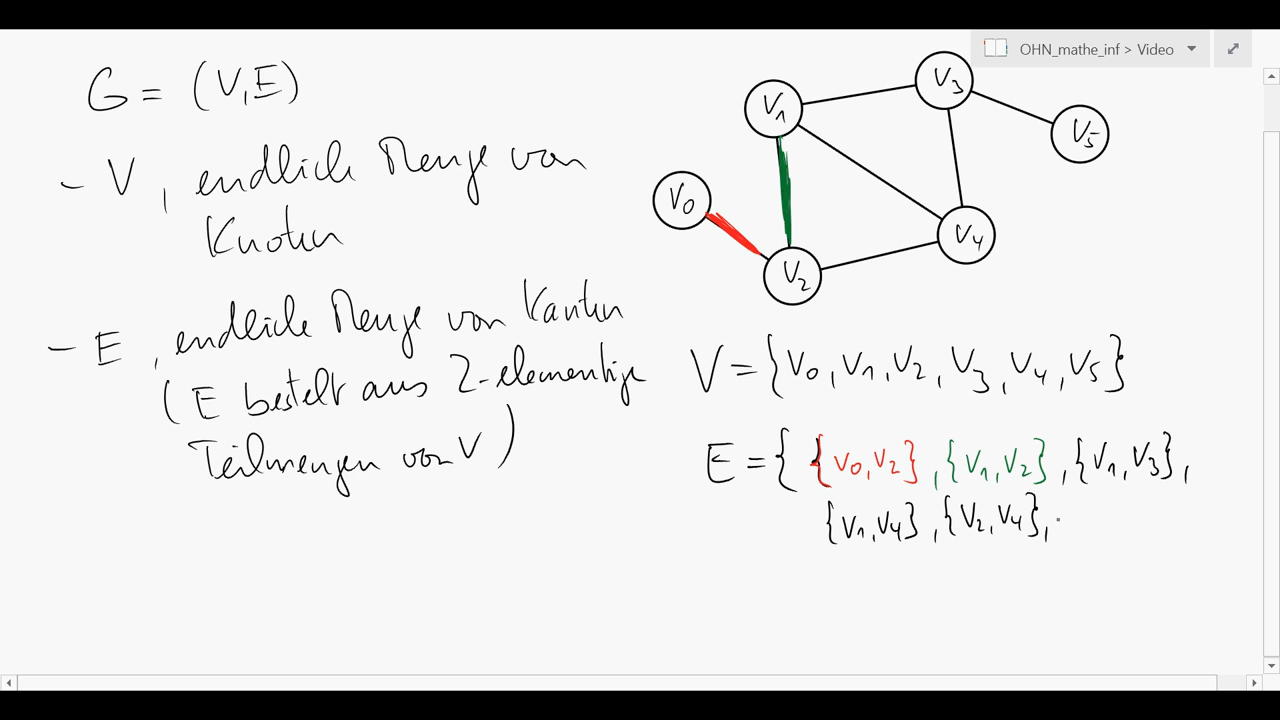 OHN_mathe_inf > Video
G = (V,E)
- V, endliche Menge von
Knoten
- E, endliche Menge von Kanten
(E besteht aus 2-elementige
Teilmengen von V)
V1
V3
V5
V0
V4
V2
V = {V0, V1, V2, V3, V4, V5}
E = { {V0, V2}, {V1, V2}, {V1, V3},
{V1, V4}, {V2, V4},